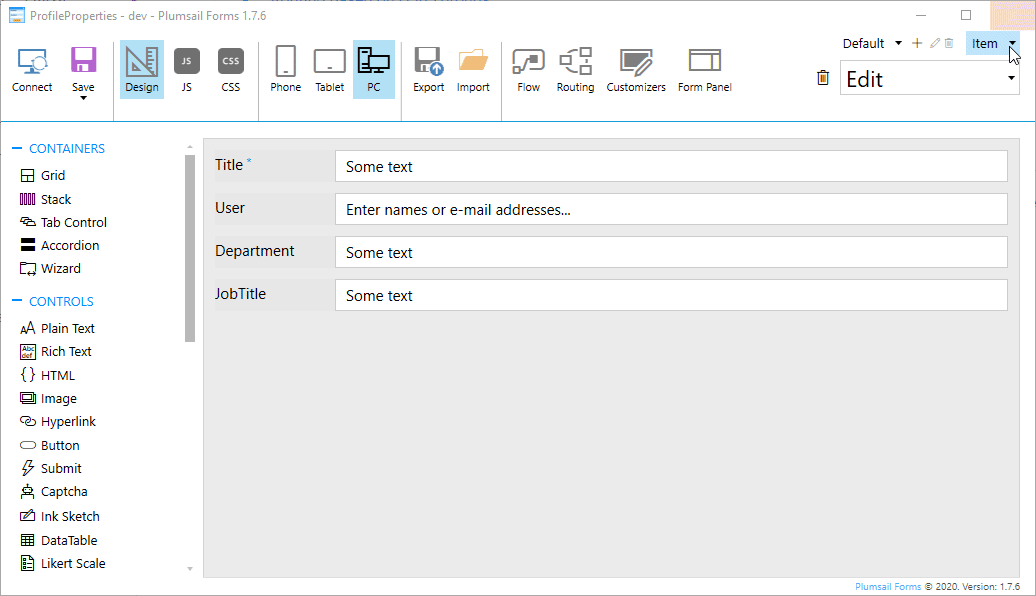 ProfileProperties - dev - Plumsail Forms 1.7.6
Default Item
Connect Save Design JS JS CSS CSS Phone Tablet PC Export Import Flow Routing Customizers Form Panel
Edit
CONTAINERS
Grid
Stack
Tab Control
Accordion
Wizard
CONTROLS
AA Plain Text
Abc def Rich Text
{ } HTML
Image
Hyperlink
Button
Submit
Captcha
Ink Sketch
DataTable
Likert Scale
Title * Some text
User Enter names or e-mail addresses...
Department Some text
JobTitle Some text
Plumsail Forms © 2020. Version: 1.7.6